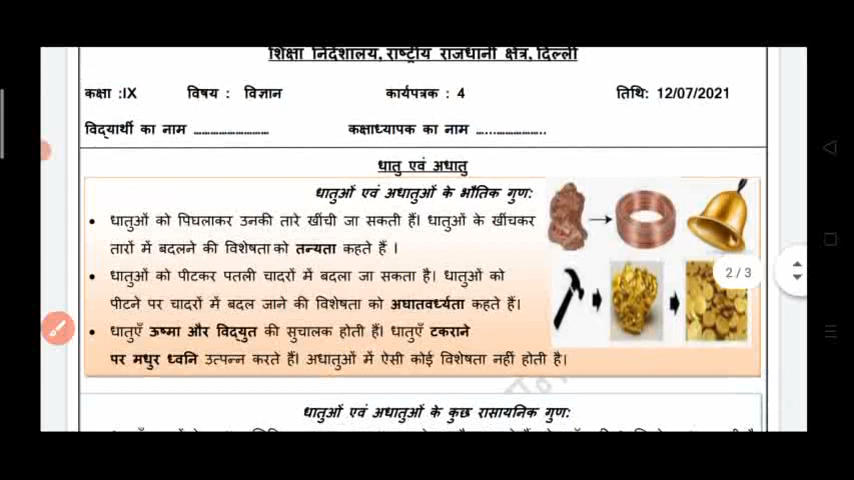 शिक्षा निदेशालय, राष्ट्रीय राजधानी क्षेत्र, दिल्ली
कक्षा :IX विषय : विज्ञान कार्यपत्रक : 4 तिथि: 12/07/2021
विद्यार्थी का नाम ........................ कक्षाध्यापक का नाम ........................
धातु एवं अधातु
धातुओं एवं अधातुओं के भौतिक गुण:
• धातुओं को पिघलाकर उनकी तारे खींची जा सकती हैं। धातुओं के खींचकर
तारों में बदलने की विशेषता को तन्यता कहते हैं ।
• धातुओं को पीटकर पतली चादरों में बदला जा सकता है। धातुओं को
पीटने पर चादरों में बदल जाने की विशेषता को अघातवर्ध्यता कहते हैं।
2 / 3
• धातुएँ ऊष्मा और विद्युत की सुचालक होती हैं। धातुएँ टकराने
पर मधुर ध्वनि उत्पन्न करते हैं। अधातुओं में ऐसी कोई विशेषता नहीं होती है।
धातुओं एवं अधातुओं के कुछ रासायनिक गुण: